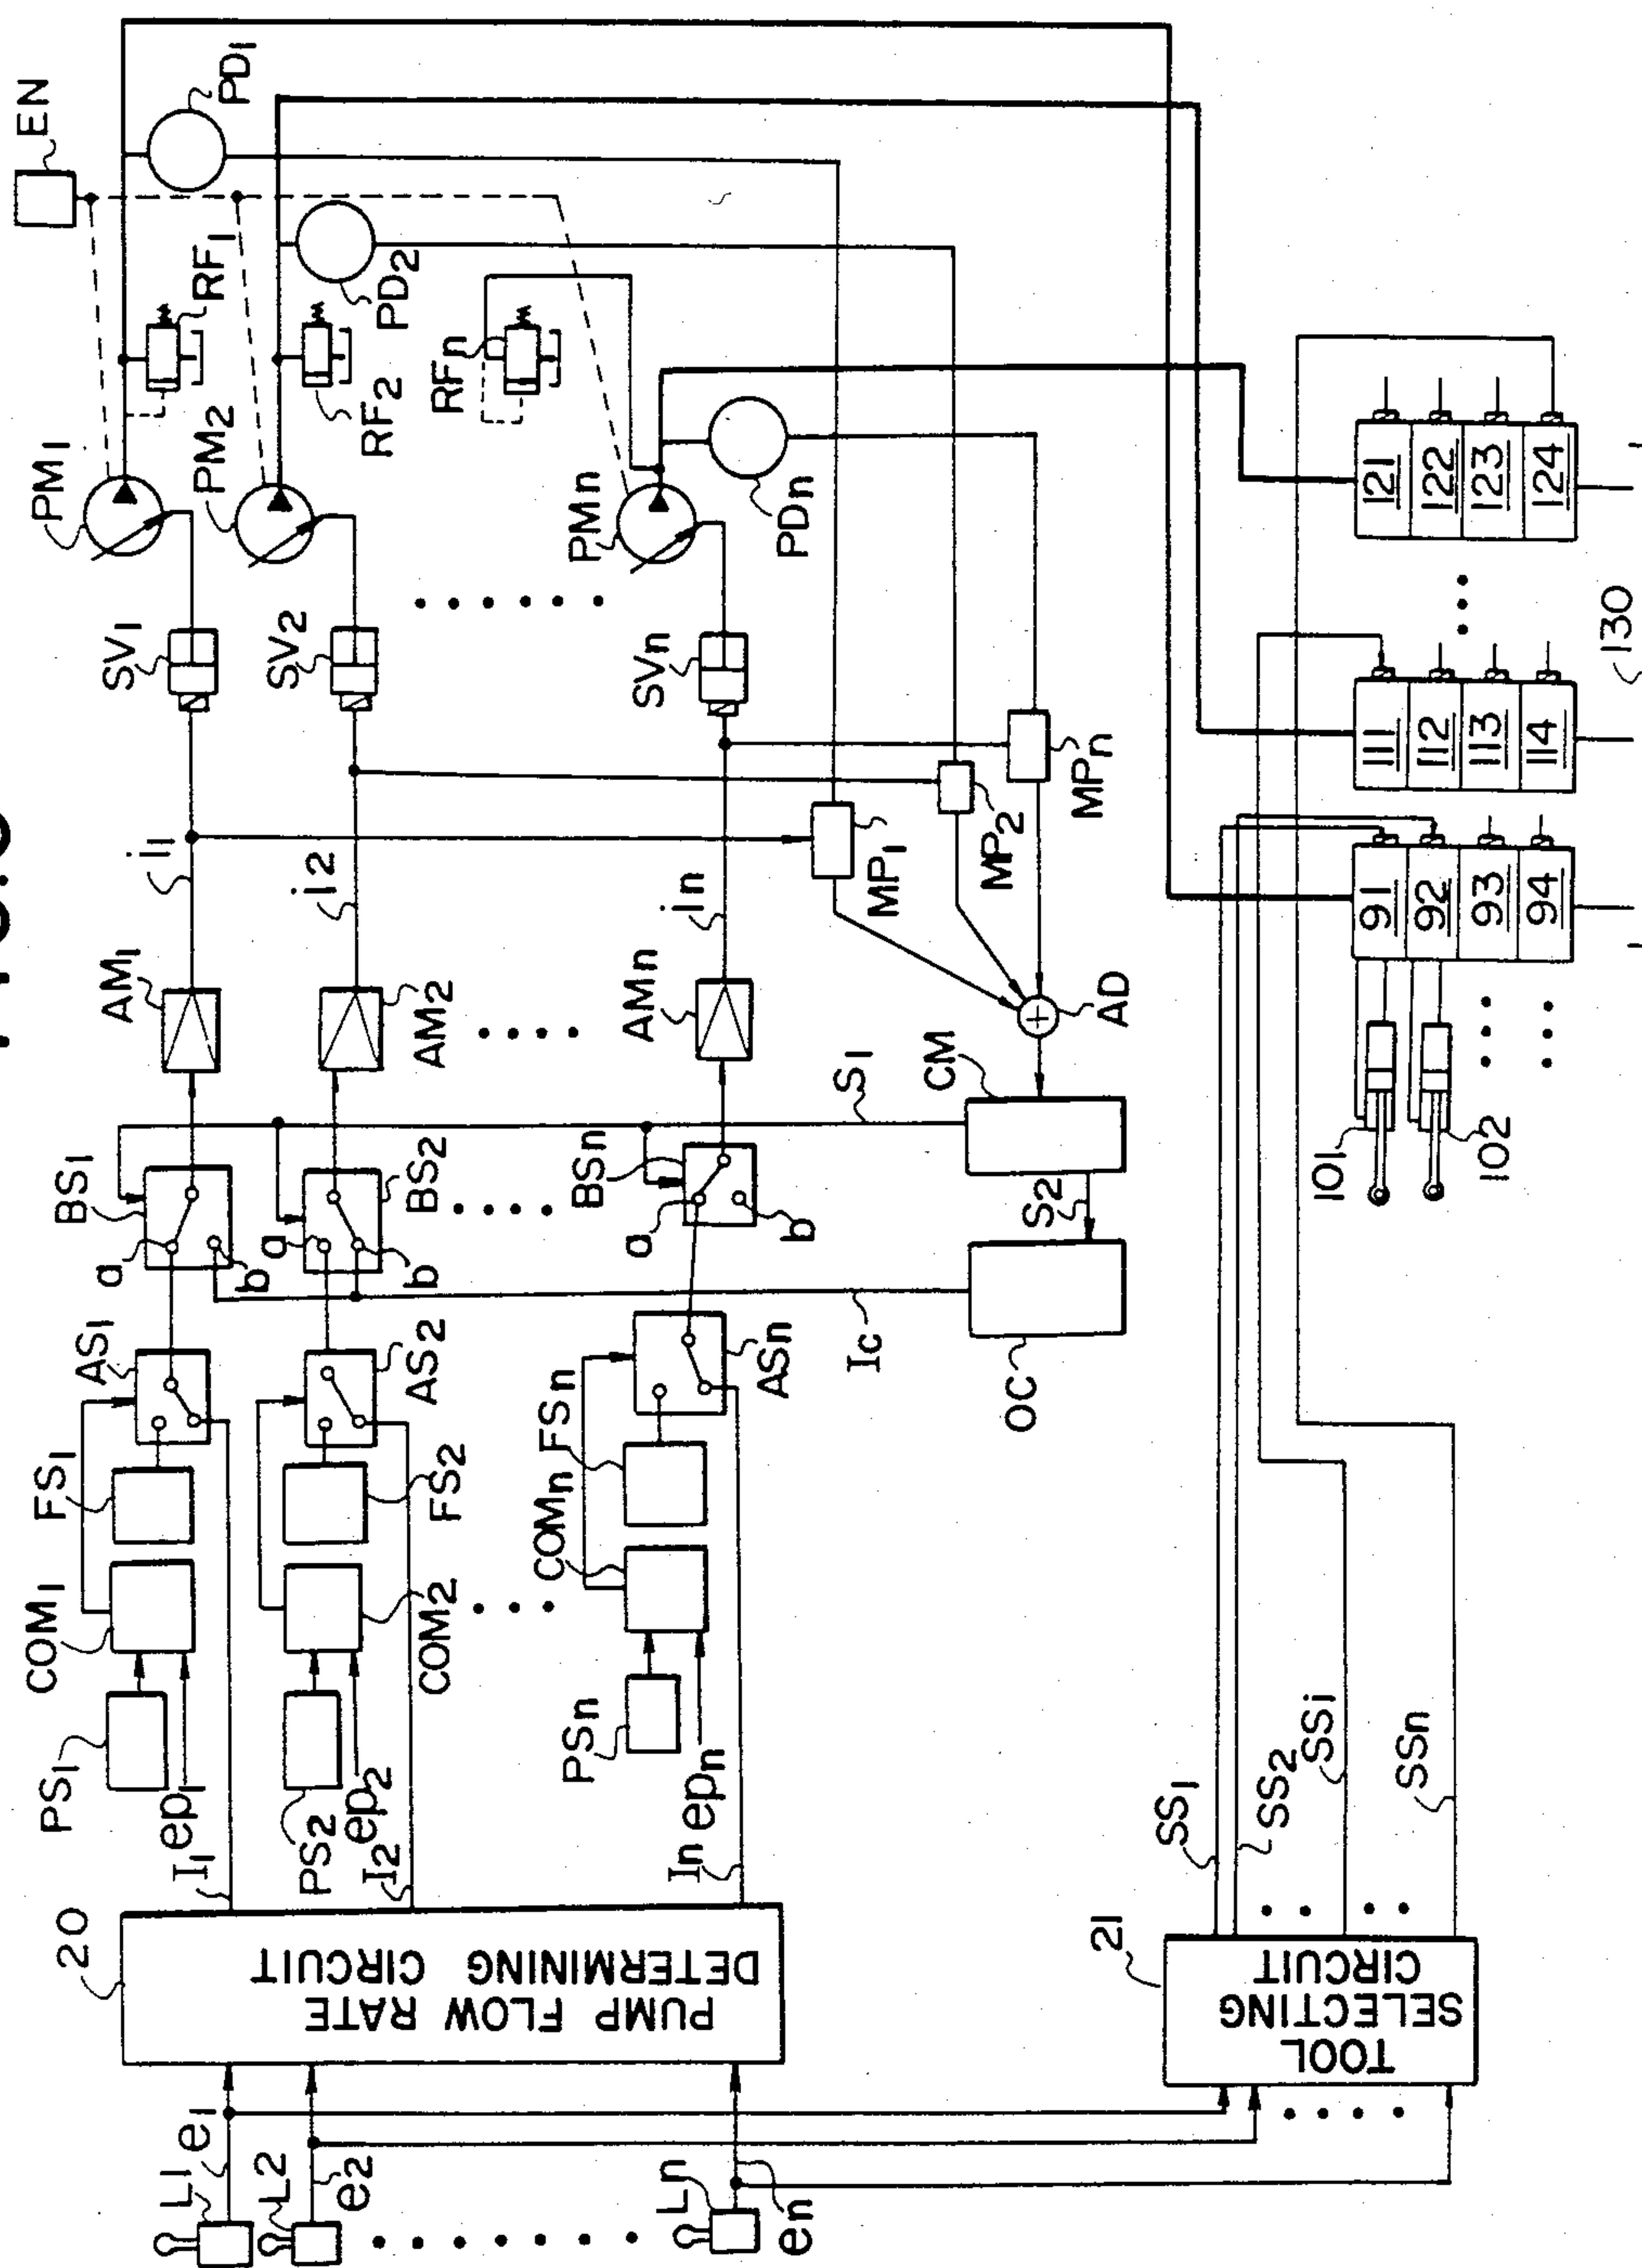 EN
PD1
RF1
PM1
PM2
PD2
RF2
RFn
PMn
PDn
SV1
SV2
SVn
i1
i2
in
MP1
MP2
MPn
AM1
AM2
AMn
AD
CM
S1
S2
BS1
a
b
BS2
a
b
BSn
a
b
Ic
OC
AS1
AS2
ASn
FS1
FS2
FSn
COM1
COM2
COMn
PS1
ep1
PS2
ep2
PSn
epn
I1
I2
In
20
PUMP FLOW RATE
DETERMINING CIRCUIT
L1
e1
L2
e2
Ln
en
21
TOOL
SELECTING
CIRCUIT
SS1
SS2
SSi
SSn
101
102
91
92
93
94
111
112
113
114
121
122
123
124
130